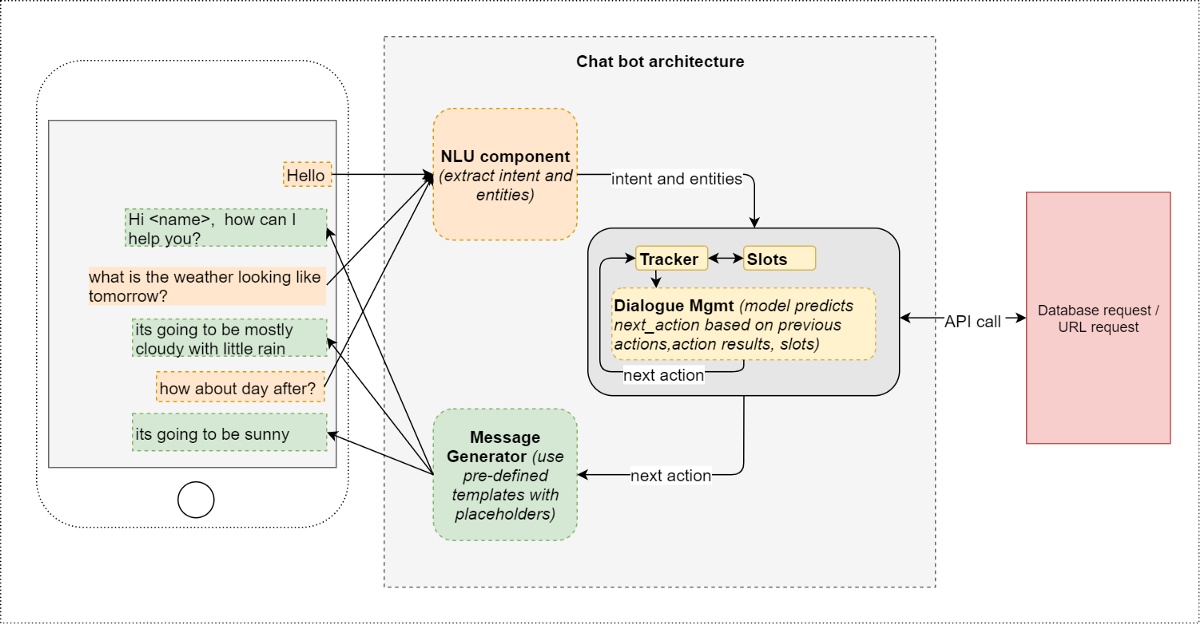 Chat bot architecture
Hello
Hi <name>,  how can I
help you?
what is the weather looking like
tomorrow?
its going to be mostly
cloudy with little rain
how about day after?
its going to be sunny
NLU component
(extract intent and
entities)
intent and entities
Tracker
Slots
Dialogue Mgmt (model predicts
next_action based on previous
actions,action results, slots)
next action
API call
Database request /
URL request
Message
Generator (use
pre-defined
templates with
placeholders)
next action